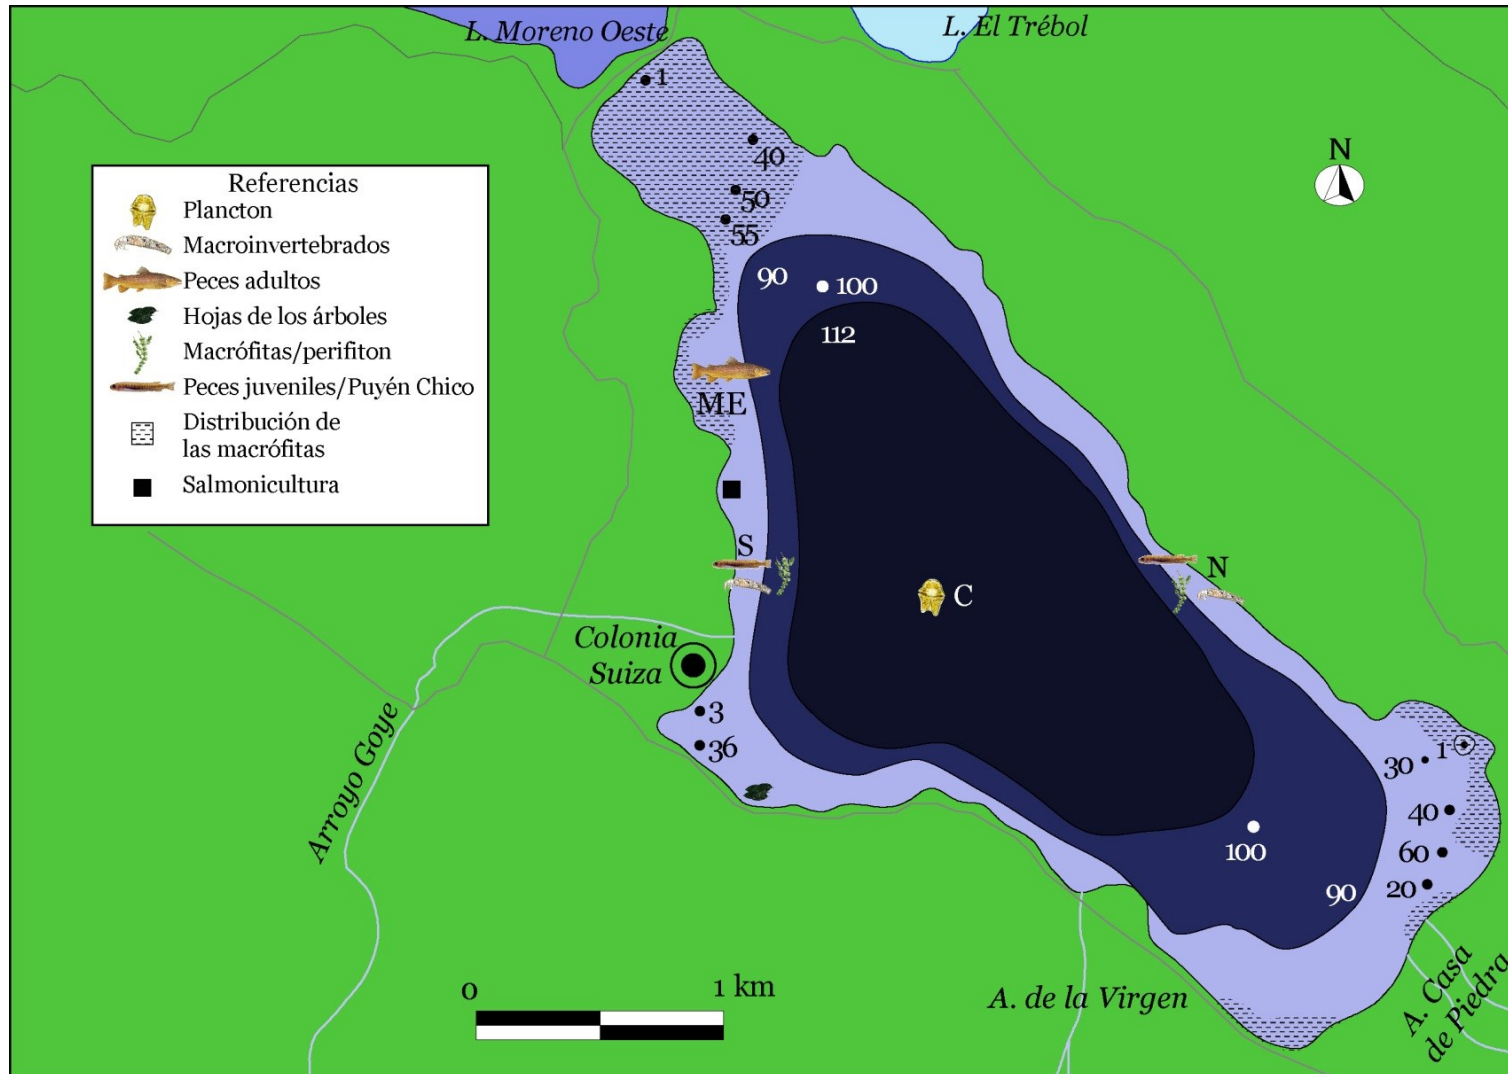 L. Moreno Oeste
L. El Trébol
1
40
50
55
N
Referencias
Plancton
Macroinvertebrados
Peces adultos
Hojas de los árboles
Macrófitas/perifiton
Peces juveniles/Puyén Chico
Distribución de
las macrófitas
Salmonicultura
90
100
112
ME
S
N
C
Colonia
Suiza
3
36
Arroyo Goye
1
30
40
60
20
100
90
0
1 km
A. de la Virgen
A. Casa
de Piedra